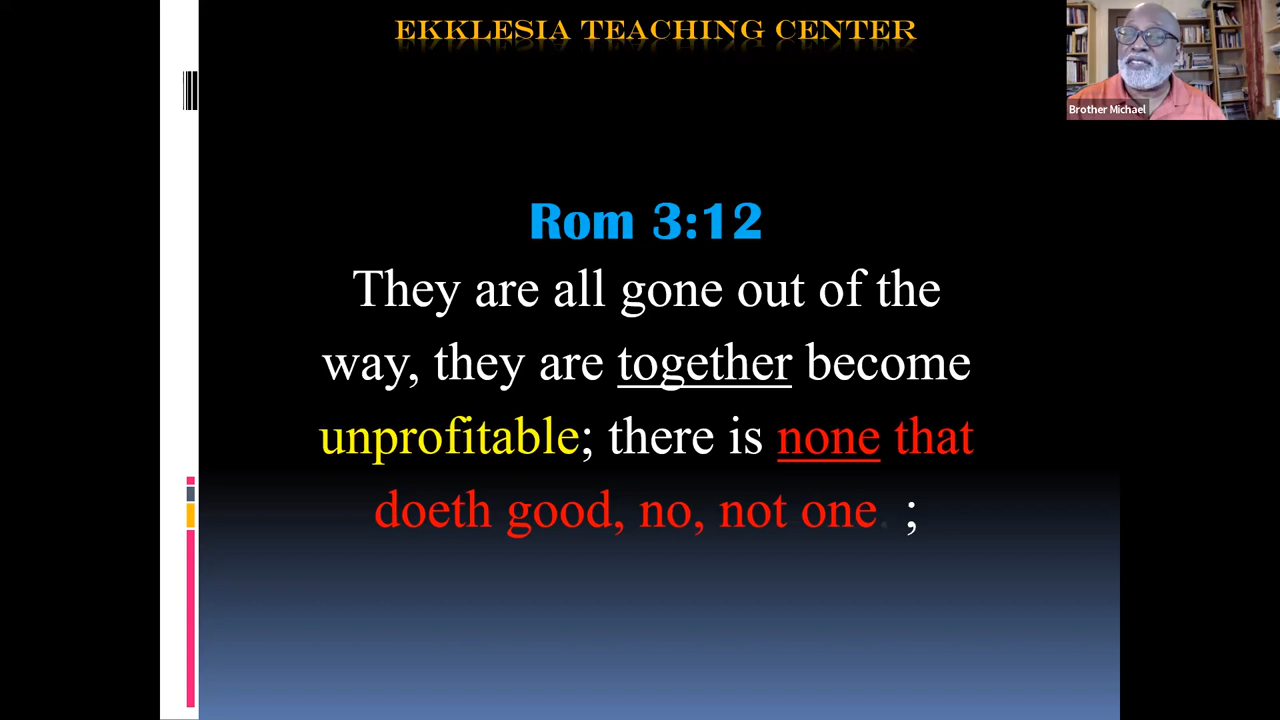 EKKLESIA TEACHING CENTER
Brother Michael
Rom 3:12
They are all gone out of the
way, they are together become
unprofitable; there is none that
doeth good, no, not one. ;